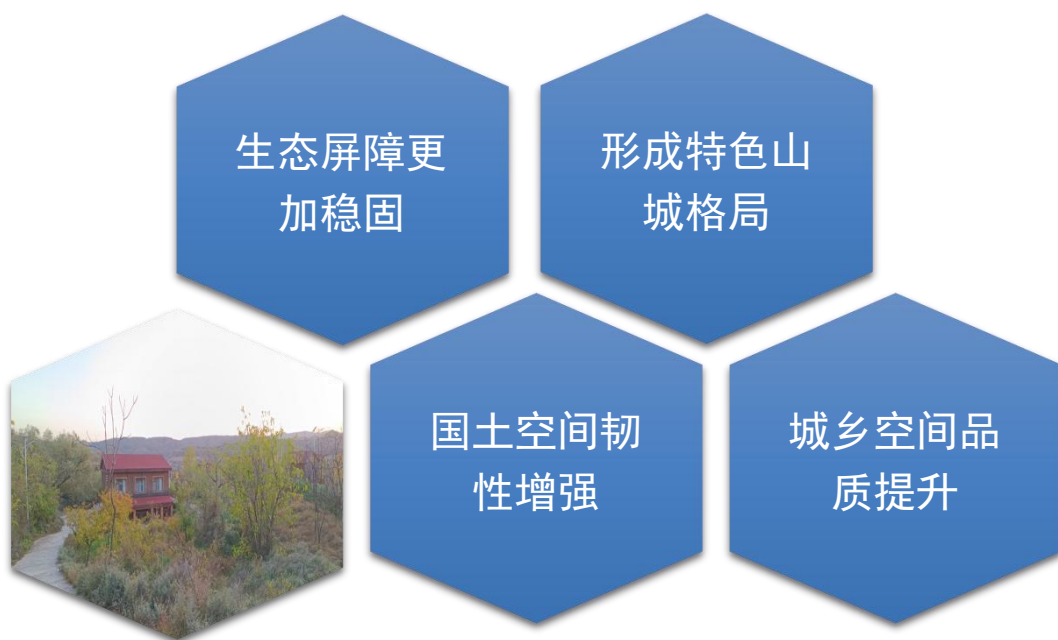 生态屏障更
加稳固
形成特色山
城格局
国土空间韧
性增强
城乡空间品
质提升